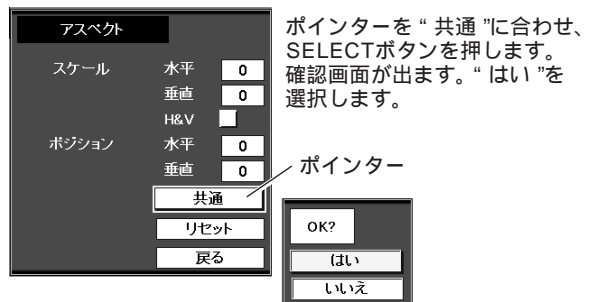 アスペクト
スケール 水平 0
垂直 0
H&V
ポジション 水平 0
垂直 0
共通
リセット
戻る
ポインターを“ 共通 ”に合わせ、
SELECTボタンを押します。
確認画面が出ます。“ はい ”を
選択します。
ポインター
OK?
はい
いいえ